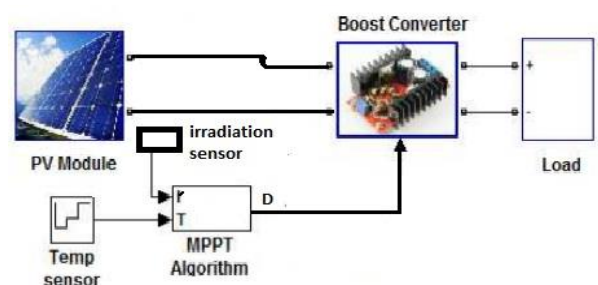 Boost Converter
+
-
Load
PV Module
irradiation
sensor
D
T
MPPT
Algorithm
Temp
sensor